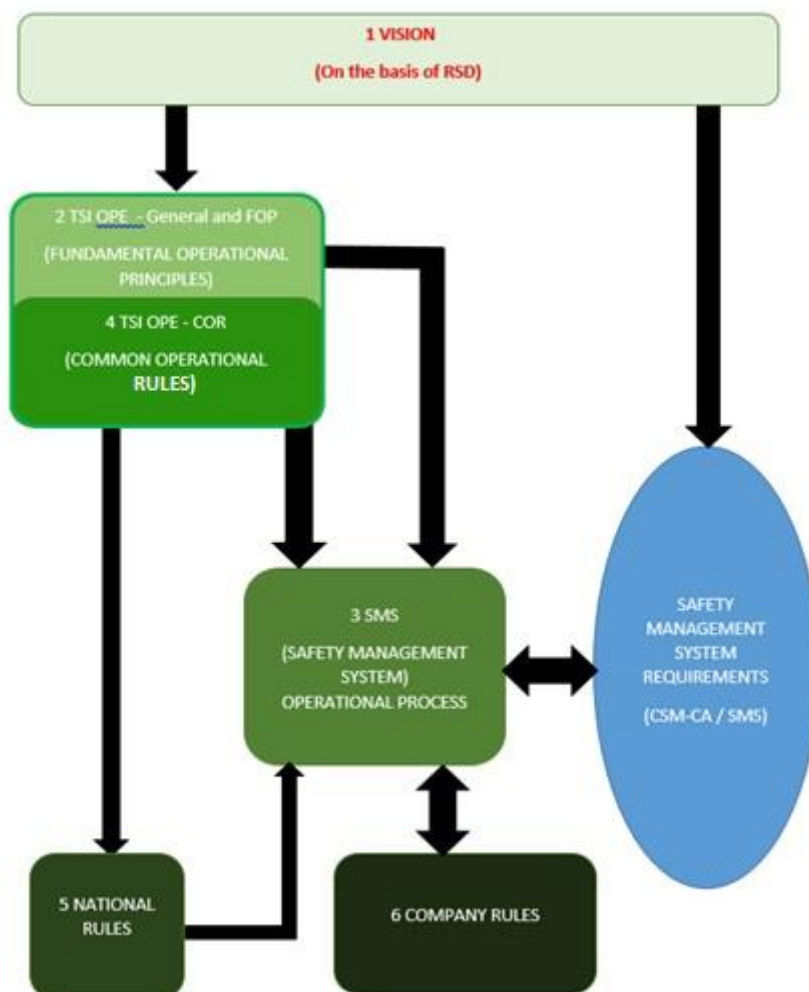 1 VISION
(On the basis of RSD)
2 TSI OPE - General and FOP
(FUNDAMENTAL OPERATIONAL
PRINCIPLES)
4 TSI OPE - COR
(COMMON OPERATIONAL
RULES)
3 SMS
(SAFETY MANAGEMENT
SYSTEM)
OPERATIONAL PROCESS
SAFETY
MANAGEMENT
SYSTEM
REQUIREMENTS
(CSM-CA / SMS)
5 NATIONAL
RULES
6 COMPANY RULES